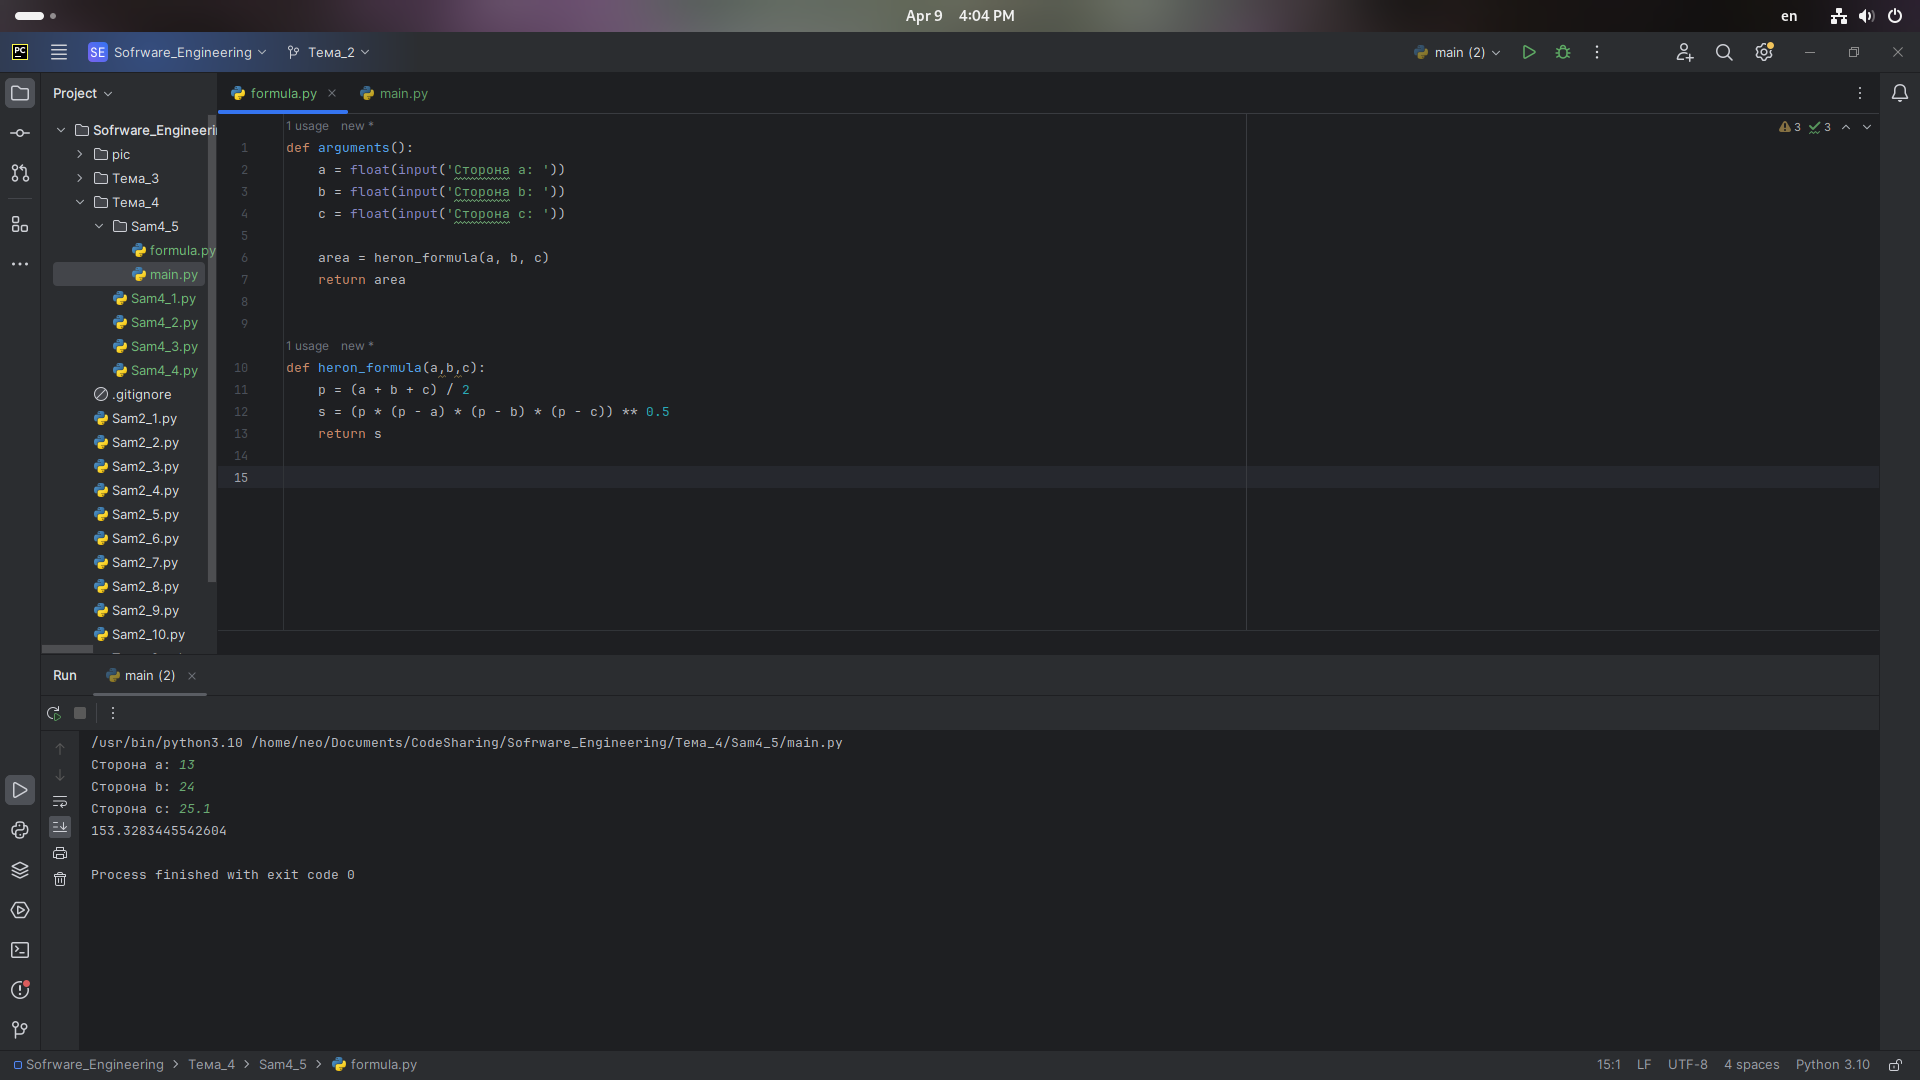 Apr 9 4:04 PM
en
PC
SE Sofrware_Engineering Тема_2
main (2)
Project
formula.py main.py
Sofrware_Engineeri
pic
Тема_3
Тема_4
Sam4_5
formula.py
main.py
Sam4_1.py
Sam4_2.py
Sam4_3.py
Sam4_4.py
.gitignore
Sam2_1.py
Sam2_2.py
Sam2_3.py
Sam2_4.py
Sam2_5.py
Sam2_6.py
Sam2_7.py
Sam2_8.py
Sam2_9.py
Sam2_10.py
1 usage new *
3 3
1 def arguments():
2 a = float(input('Сторона a: '))
3 b = float(input('Сторона b: '))
4 c = float(input('Сторона c: '))
5
6 area = heron_formula(a, b, c)
7 return area
8
9
1 usage new *
10 def heron_formula(a,b,c):
11 p = (a + b + c) / 2
12 s = (p * (p - a) * (p - b) * (p - c)) ** 0.5
13 return s
14
15
Run main (2)
/usr/bin/python3.10 /home/neo/Documents/CodeSharing/Sofrware_Engineering/Тема_4/Sam4_5/main.py
Сторона a: 13
Сторона b: 24
Сторона c: 25.1
153.3283445542604
Process finished with exit code 0
Sofrware_Engineering Тема_4 Sam4_5 formula.py
15:1 LF UTF-8 4 spaces Python 3.10